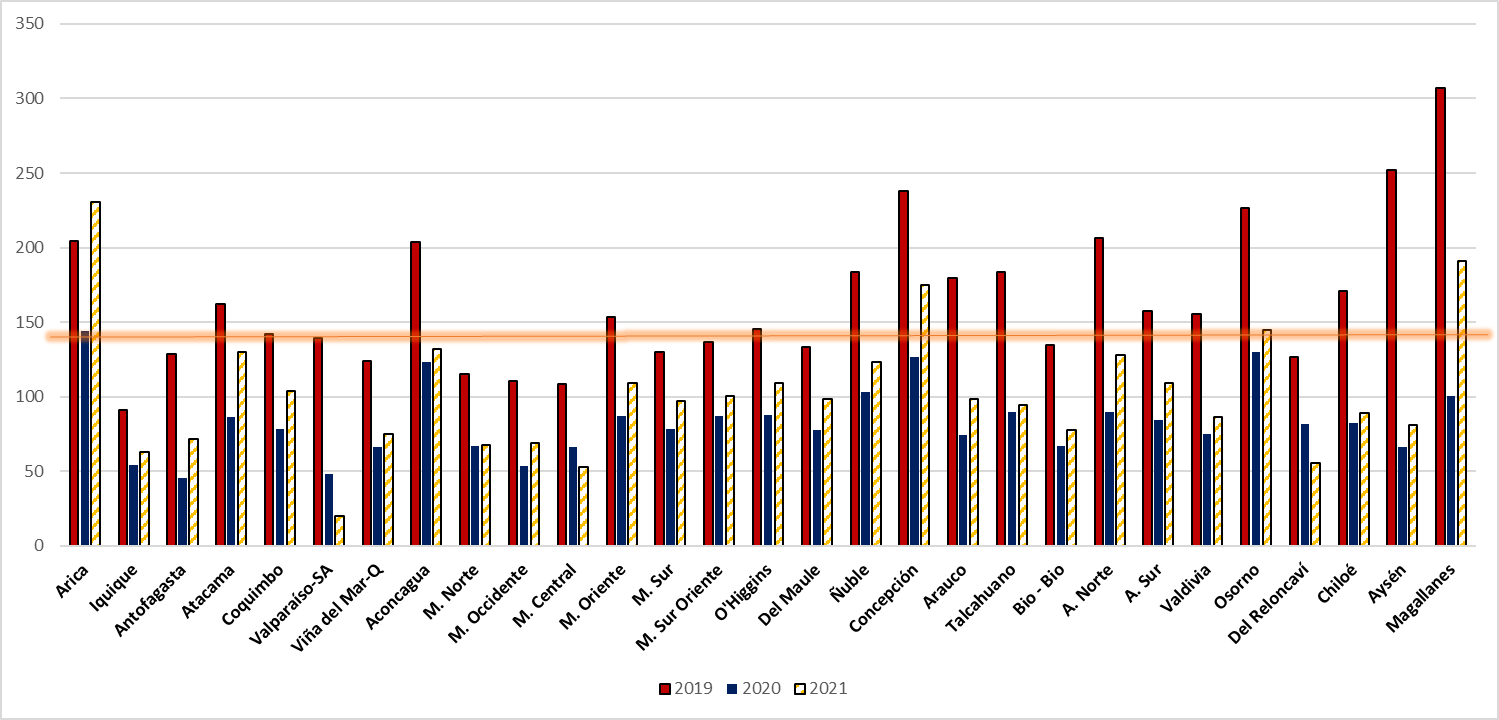 350
300
250
200
150
100
50
0
Arica
Iquique
Antofagasta
Atacama
Coquimbo
Valparaíso-SA
Viña del Mar-Q
Aconcagua
M. Norte
M. Occidente
M. Central
M. Oriente
M. Sur
M. Sur Oriente
O'Higgins
Del Maule
Ñuble
Concepción
Arauco
Talcahuano
Bio - Bio
A. Norte
A. Sur
Valdivia
Osorno
Del Reloncaví
Chiloé
Aysén
Magallanes
2019 2020 2021